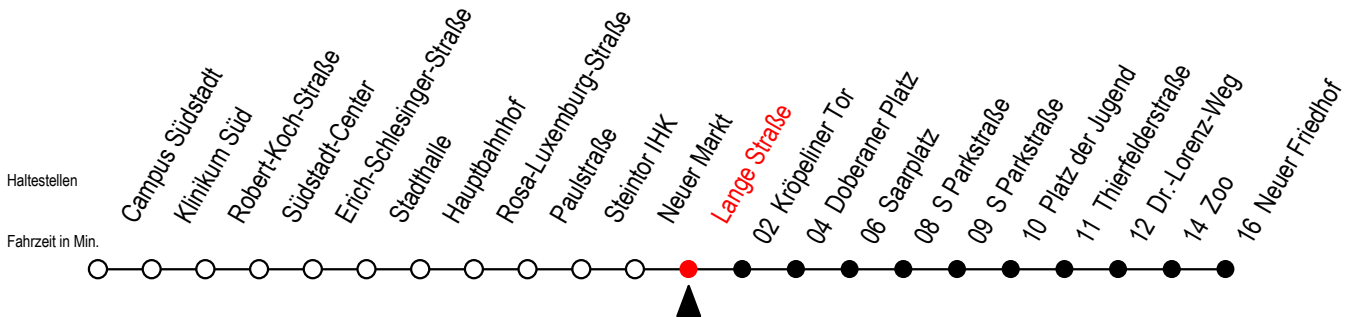 Haltestellen
Campus Südstadt
Klinikum Süd
Robert-Koch-Straße
Südstadt-Center
Erich-Schlesinger-Straße
Stadthalle
Hauptbahnhof
Rosa-Luxemburg-Straße
Paulstraße
Steintor IHK
Neuer Markt
Lange Straße
02 Kröpeliner Tor
04 Doberaner Platz
06 Saarplatz
08 S Parkstraße
09 S Parkstraße
10 Platz der Jugend
11 Thierfelderstraße
12 Dr.-Lorenz-Weg
14 Zoo
16 Neuer Friedhof
Fahrzeit in Min.